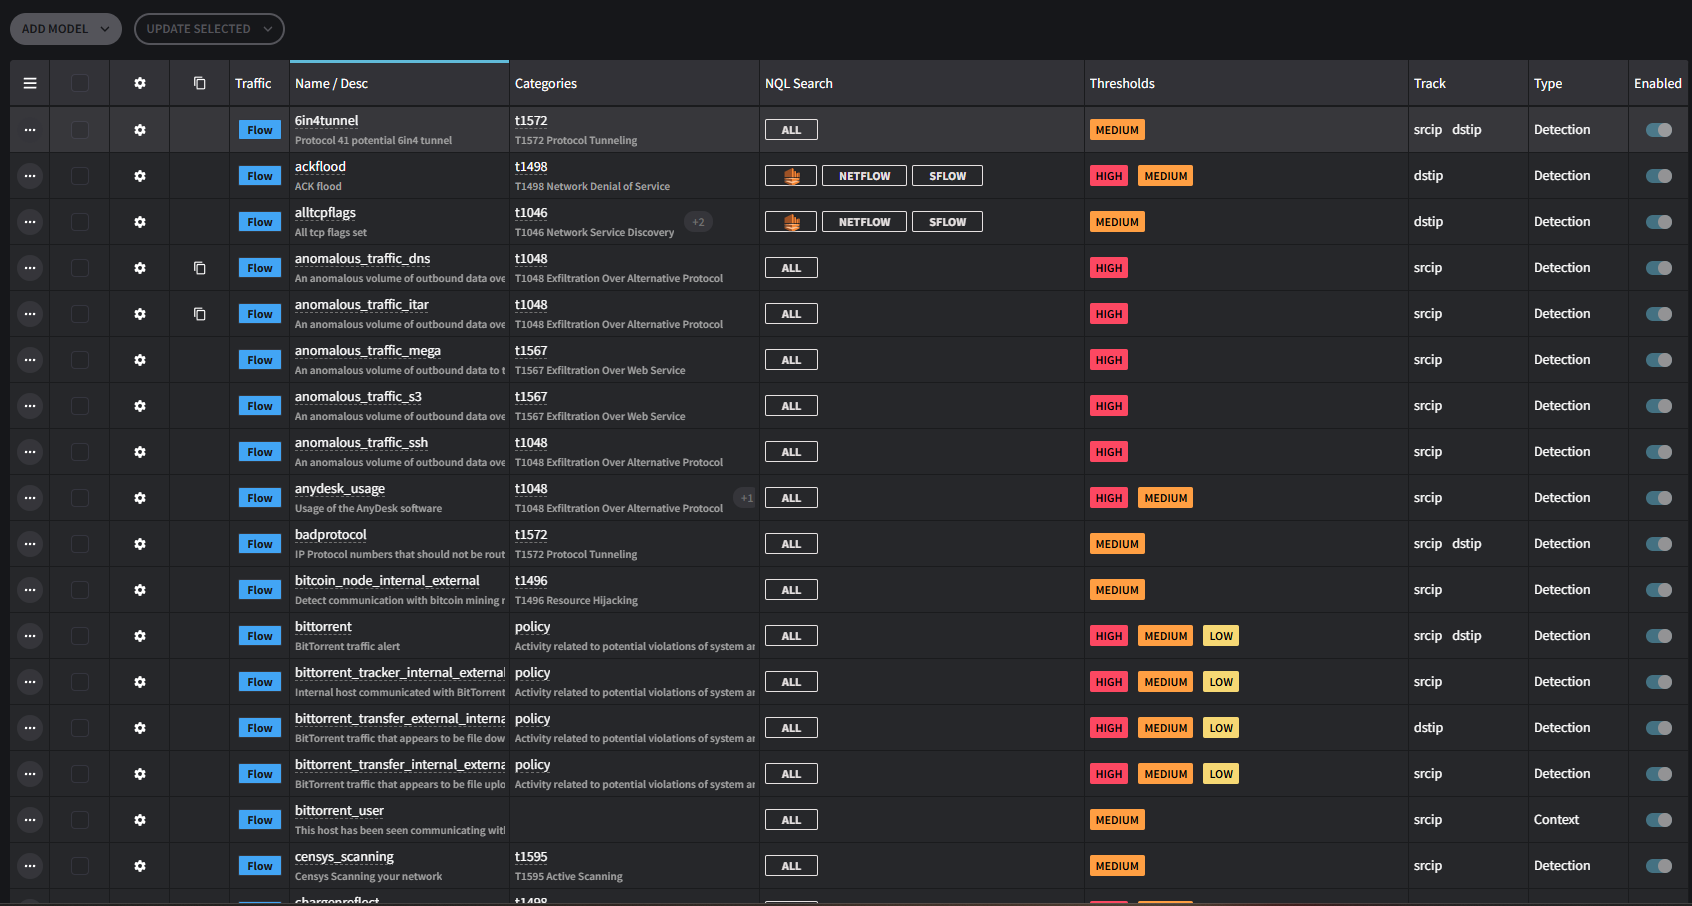 ADD MODEL UPDATE SELECTED
Traffic Name / Desc Categories NQL Search Thresholds Track Type Enabled
Flow 6in4tunnel t1572 ALL MEDIUM srcip dstip Detection
Protocol 41 potential 6in4 tunnel T1572 Protocol Tunneling
Flow ackflood t1498 NETFLOW SFLOW HIGH MEDIUM dstip Detection
ACK flood T1498 Network Denial of Service
Flow alltcpflags t1046 +2 NETFLOW SFLOW MEDIUM dstip Detection
All tcp flags set T1046 Network Service Discovery
Flow anomalous_traffic_dns t1048 ALL HIGH srcip Detection
An anomalous volume of outbound data ove T1048 Exfiltration Over Alternative Protocol
Flow anomalous_traffic_itar t1048 ALL HIGH srcip Detection
An anomalous volume of outbound data ove T1048 Exfiltration Over Alternative Protocol
Flow anomalous_traffic_mega t1567 ALL HIGH srcip Detection
An anomalous volume of outbound data to t T1567 Exfiltration Over Web Service
Flow anomalous_traffic_s3 t1567 ALL HIGH srcip Detection
An anomalous volume of outbound data ove T1567 Exfiltration Over Web Service
Flow anomalous_traffic_ssh t1048 ALL HIGH srcip Detection
An anomalous volume of outbound data ove T1048 Exfiltration Over Alternative Protocol
Flow anydesk_usage t1048 +1 ALL HIGH MEDIUM srcip Detection
Usage of the AnyDesk software T1048 Exfiltration Over Alternative Protocol
Flow badprotocol t1572 ALL MEDIUM srcip dstip Detection
IP Protocol numbers that should not be rout T1572 Protocol Tunneling
Flow bitcoin_node_internal_external t1496 ALL MEDIUM srcip Detection
Detect communication with bitcoin mining r T1496 Resource Hijacking
Flow bittorrent policy ALL HIGH MEDIUM LOW srcip dstip Detection
BitTorrent traffic alert Activity related to potential violations of system ar
Flow bittorrent_tracker_internal_external policy ALL HIGH MEDIUM LOW srcip Detection
Internal host communicated with BitTorrent Activity related to potential violations of system ar
Flow bittorrent_transfer_external_interna policy ALL HIGH MEDIUM LOW dstip Detection
BitTorrent traffic that appears to be file dow Activity related to potential violations of system ar
Flow bittorrent_transfer_internal_externa policy ALL HIGH MEDIUM LOW srcip Detection
BitTorrent traffic that appears to be file uplo Activity related to potential violations of system ar
Flow bittorrent_user ALL MEDIUM srcip Context
This host has been seen communicating wit
Flow censys_scanning t1595 ALL MEDIUM srcip Detection
Censys Scanning your network T1595 Active Scanning
chargenreflect t1498